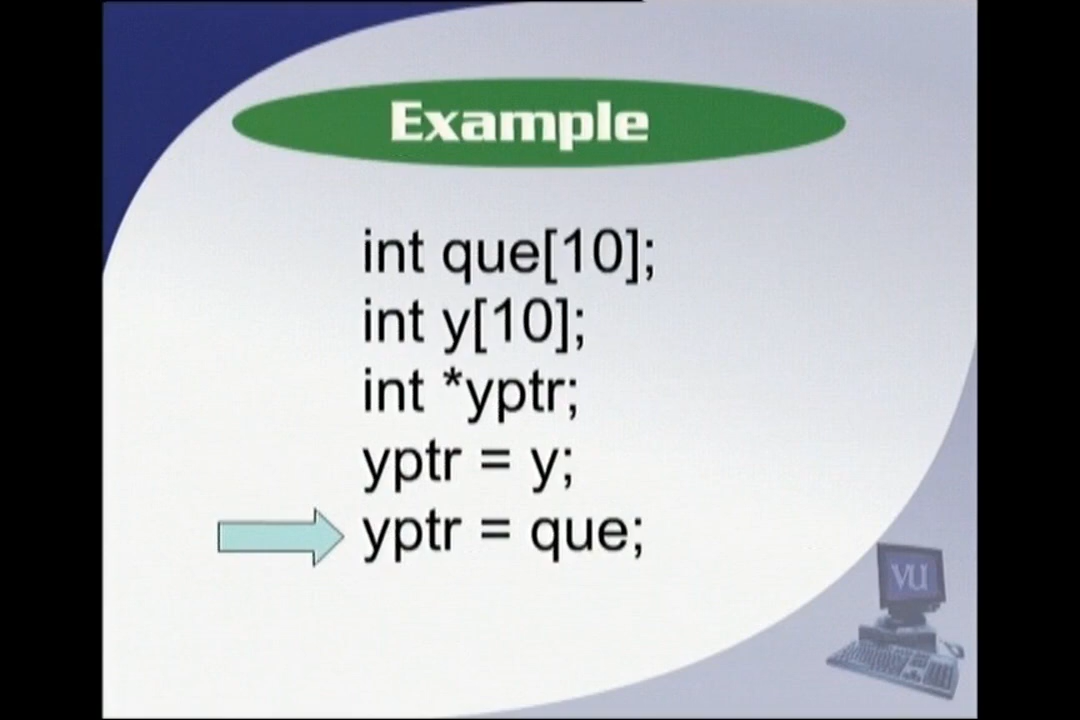 Example
int que[10];
int y[10];
int *yptr;
yptr = y;
yptr = que;
VU